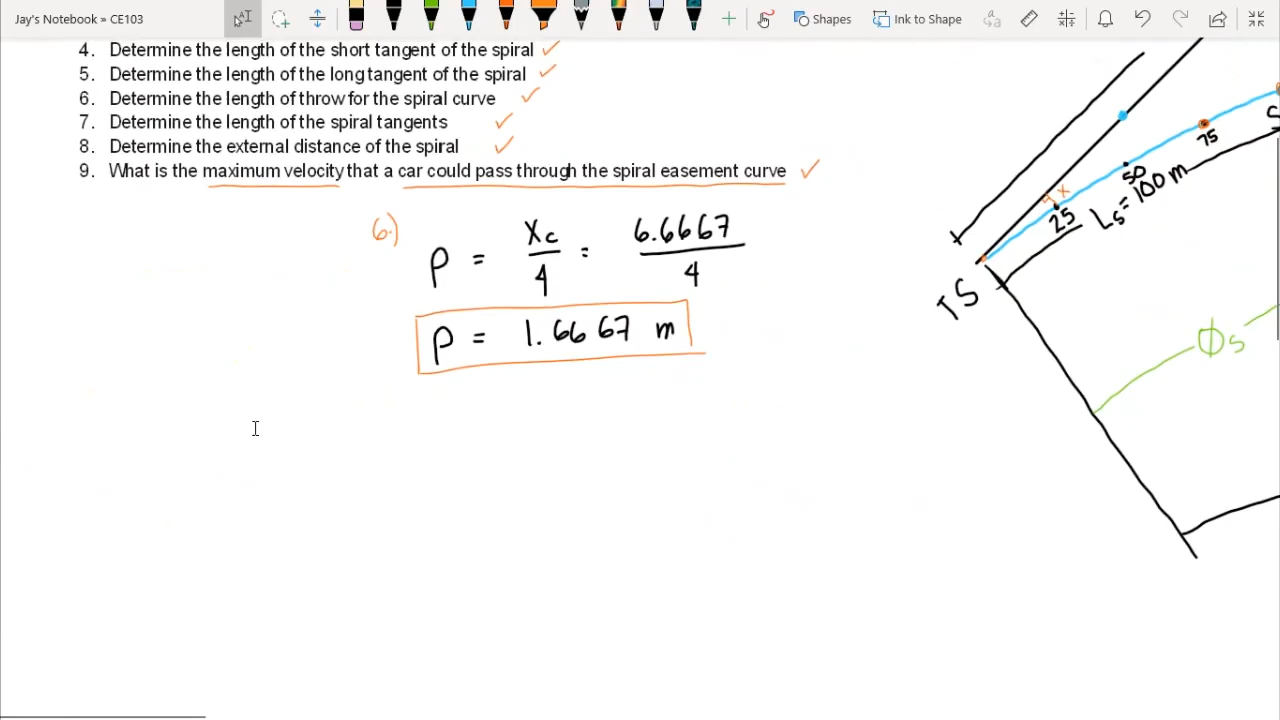 Jay's Notebook » CE103
Shapes
Ink to Shape
4. Determine the length of the short tangent of the spiral ✓
5. Determine the length of the long tangent of the spiral ✓
6. Determine the length of throw for the spiral curve ✓
7. Determine the length of the spiral tangents ✓
8. Determine the external distance of the spiral ✓
9. What is the maximum velocity that a car could pass through the spiral easement curve ✓
6.)
ρ = Xc/4 = 6.6667/4
ρ = 1.6667 m
TS
x
25
50
75
S
Ls = 100 m
Øs